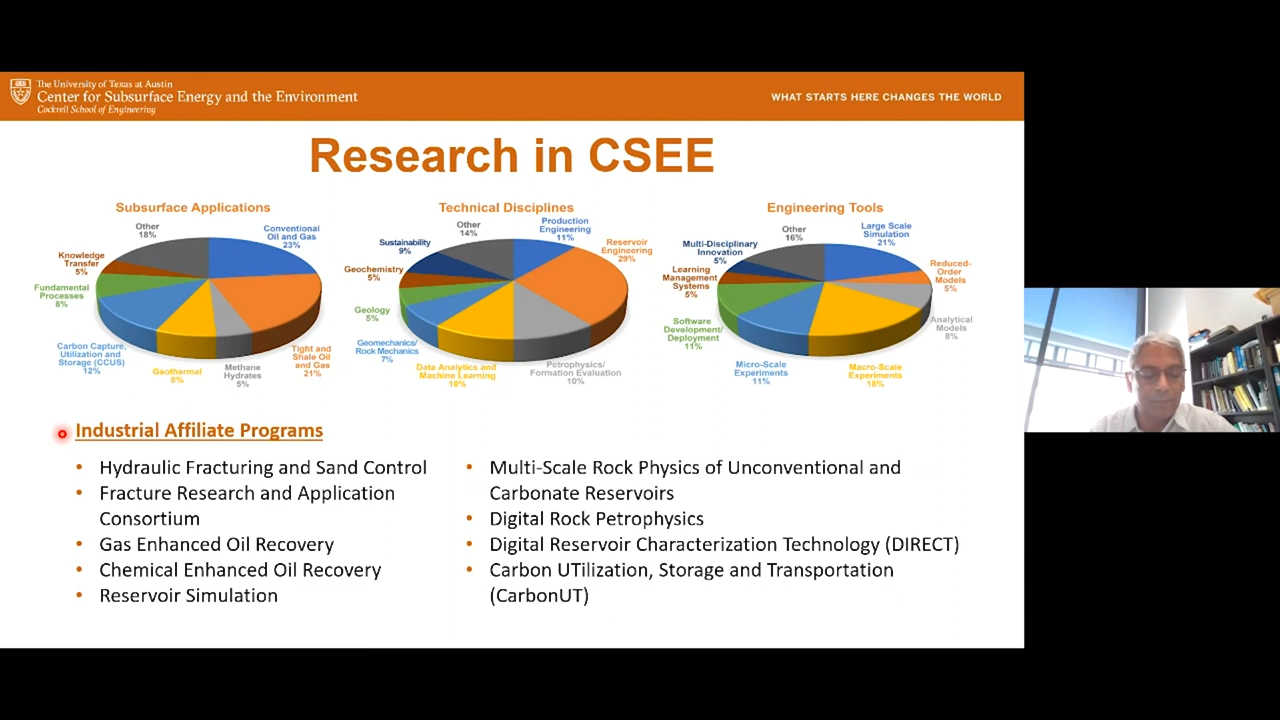 The University of Texas at Austin
Center for Subsurface Energy and the Environment
Cockrell School of Engineering
WHAT STARTS HERE CHANGES THE WORLD
Research in CSEE
Subsurface Applications
Other
18%
Conventional
Oil and Gas
23%
Knowledge
Transfer
5%
Fundamental
Processes
8%
Carbon Capture,
Utilization and
Storage (CCUS)
12%
Geothermal
8%
Methane
Hydrates
5%
Tight and
Shale Oil
and Gas
21%
Technical Disciplines
Other
14%
Production
Engineering
11%
Sustainability
9%
Reservoir
Engineering
29%
Geochemistry
5%
Geology
5%
Geomechanics/
Rock Mechanics
7%
Data Analytics and
Machine Learning
10%
Petrophysics/
Formation Evaluation
10%
Engineering Tools
Other
16%
Large Scale
Simulation
21%
Multi-Disciplinary
Innovation
5%
Reduced-
Order
Models
5%
Learning
Management
Systems
5%
Analytical
Models
8%
Software
Development/
Deployment
11%
Micro-Scale
Experiments
11%
Macro-Scale
Experiments
18%
Industrial Affiliate Programs
• Hydraulic Fracturing and Sand Control
• Fracture Research and Application
Consortium
• Gas Enhanced Oil Recovery
• Chemical Enhanced Oil Recovery
• Reservoir Simulation
• Multi-Scale Rock Physics of Unconventional and
Carbonate Reservoirs
• Digital Rock Petrophysics
• Digital Reservoir Characterization Technology (DIRECT)
• Carbon UTilization, Storage and Transportation
(CarbonUT)